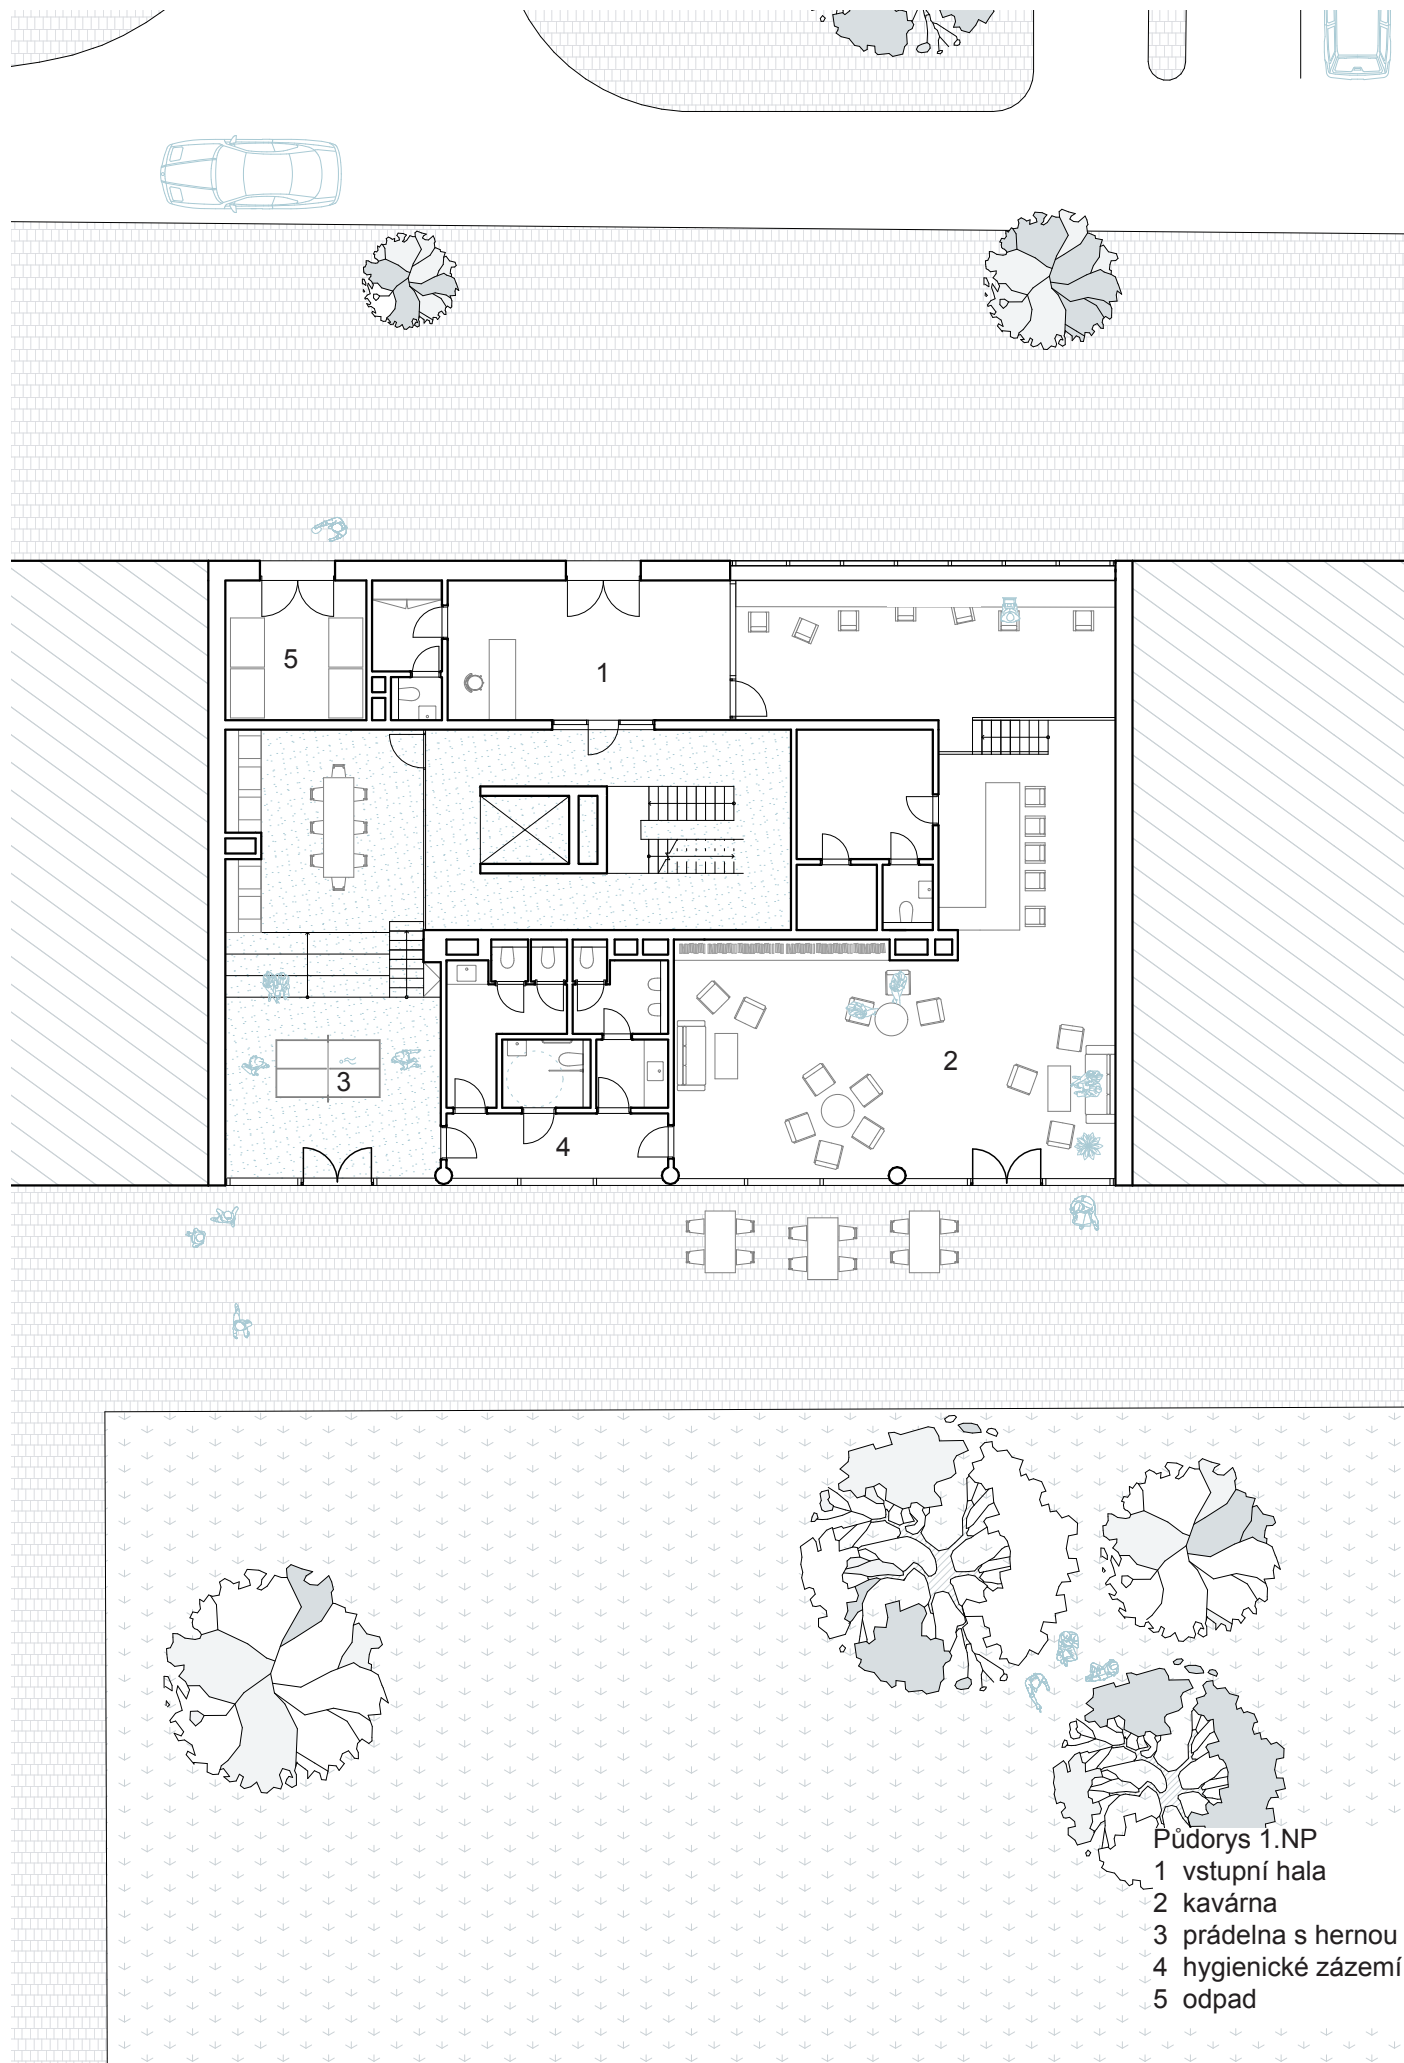 5
1
2
3
4
Půdorys 1.NP
1 vstupní hala
2 kavárna
3 prádelna s hernou
4 hygienické zázemí
5 odpad